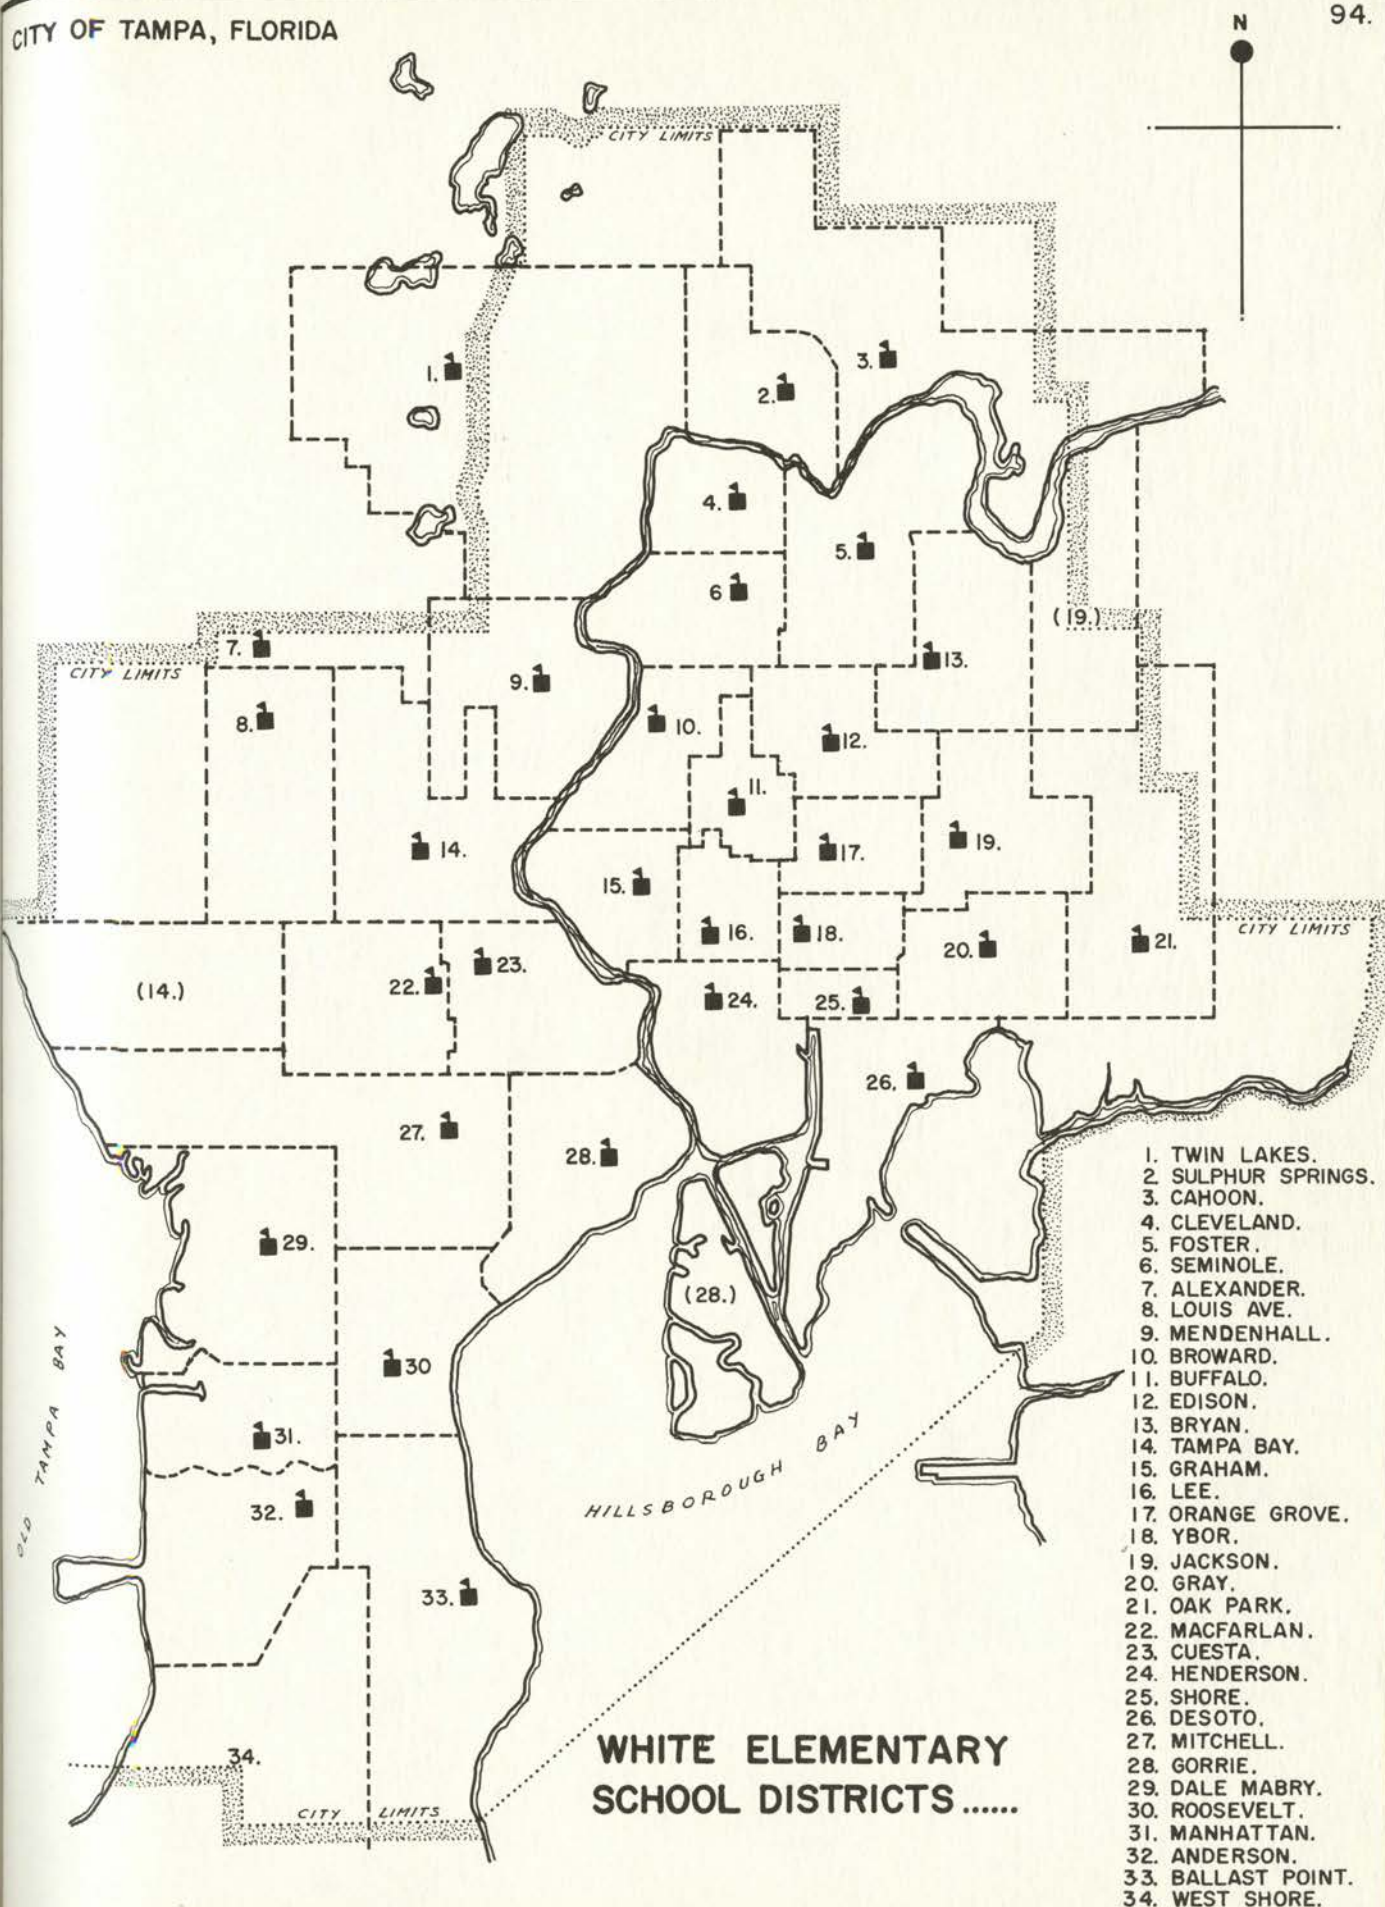 CITY OF TAMPA, FLORIDA
94.
N
CITY LIMITS
1.
2.
3.
4.
5.
6
(19.)
7.
CITY LIMITS
8.
9.
10.
11.
12.
13.
14.
15.
16.
17.
18.
19.
20.
21.
CITY LIMITS
(14.)
22.
23.
24.
25.
26.
27.
28.
29.
(28.)
30
31.
32.
33.
34.
OLD TAMPA BAY
HILLSBOROUGH BAY
CITY LIMITS
WHITE ELEMENTARY
SCHOOL DISTRICTS ......
1. TWIN LAKES.
2. SULPHUR SPRINGS.
3. CAHOON.
4. CLEVELAND.
5. FOSTER.
6. SEMINOLE.
7. ALEXANDER.
8. LOUIS AVE.
9. MENDENHALL.
10. BROWARD.
11. BUFFALO.
12. EDISON.
13. BRYAN.
14. TAMPA BAY.
15. GRAHAM.
16. LEE.
17. ORANGE GROVE.
18. YBOR.
19. JACKSON.
20. GRAY.
21. OAK PARK.
22. MACFARLAN.
23. CUESTA.
24. HENDERSON.
25. SHORE.
26. DESOTO.
27. MITCHELL.
28. GORRIE.
29. DALE MABRY.
30. ROOSEVELT.
31. MANHATTAN.
32. ANDERSON.
33. BALLAST POINT.
34. WEST SHORE.